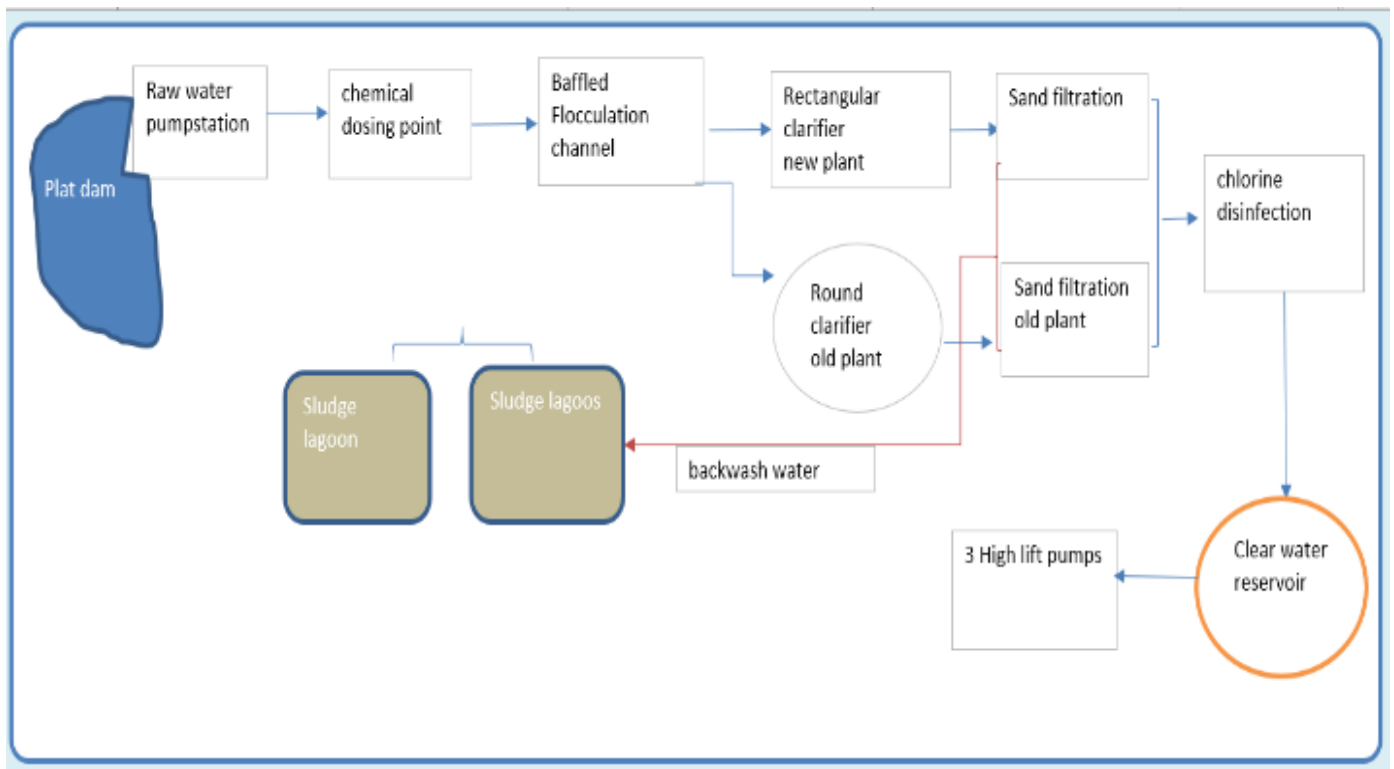 Plat dam
Raw water
pumpstation
chemical
dosing point
Baffled
Flocculation
channel
Rectangular
clarifier
new plant
Sand filtration
chlorine
disinfection
Round
clarifier
old plant
Sand filtration
old plant
Sludge
lagoon
Sludge lagoos
backwash water
3 High lift pumps
Clear water
reservoir